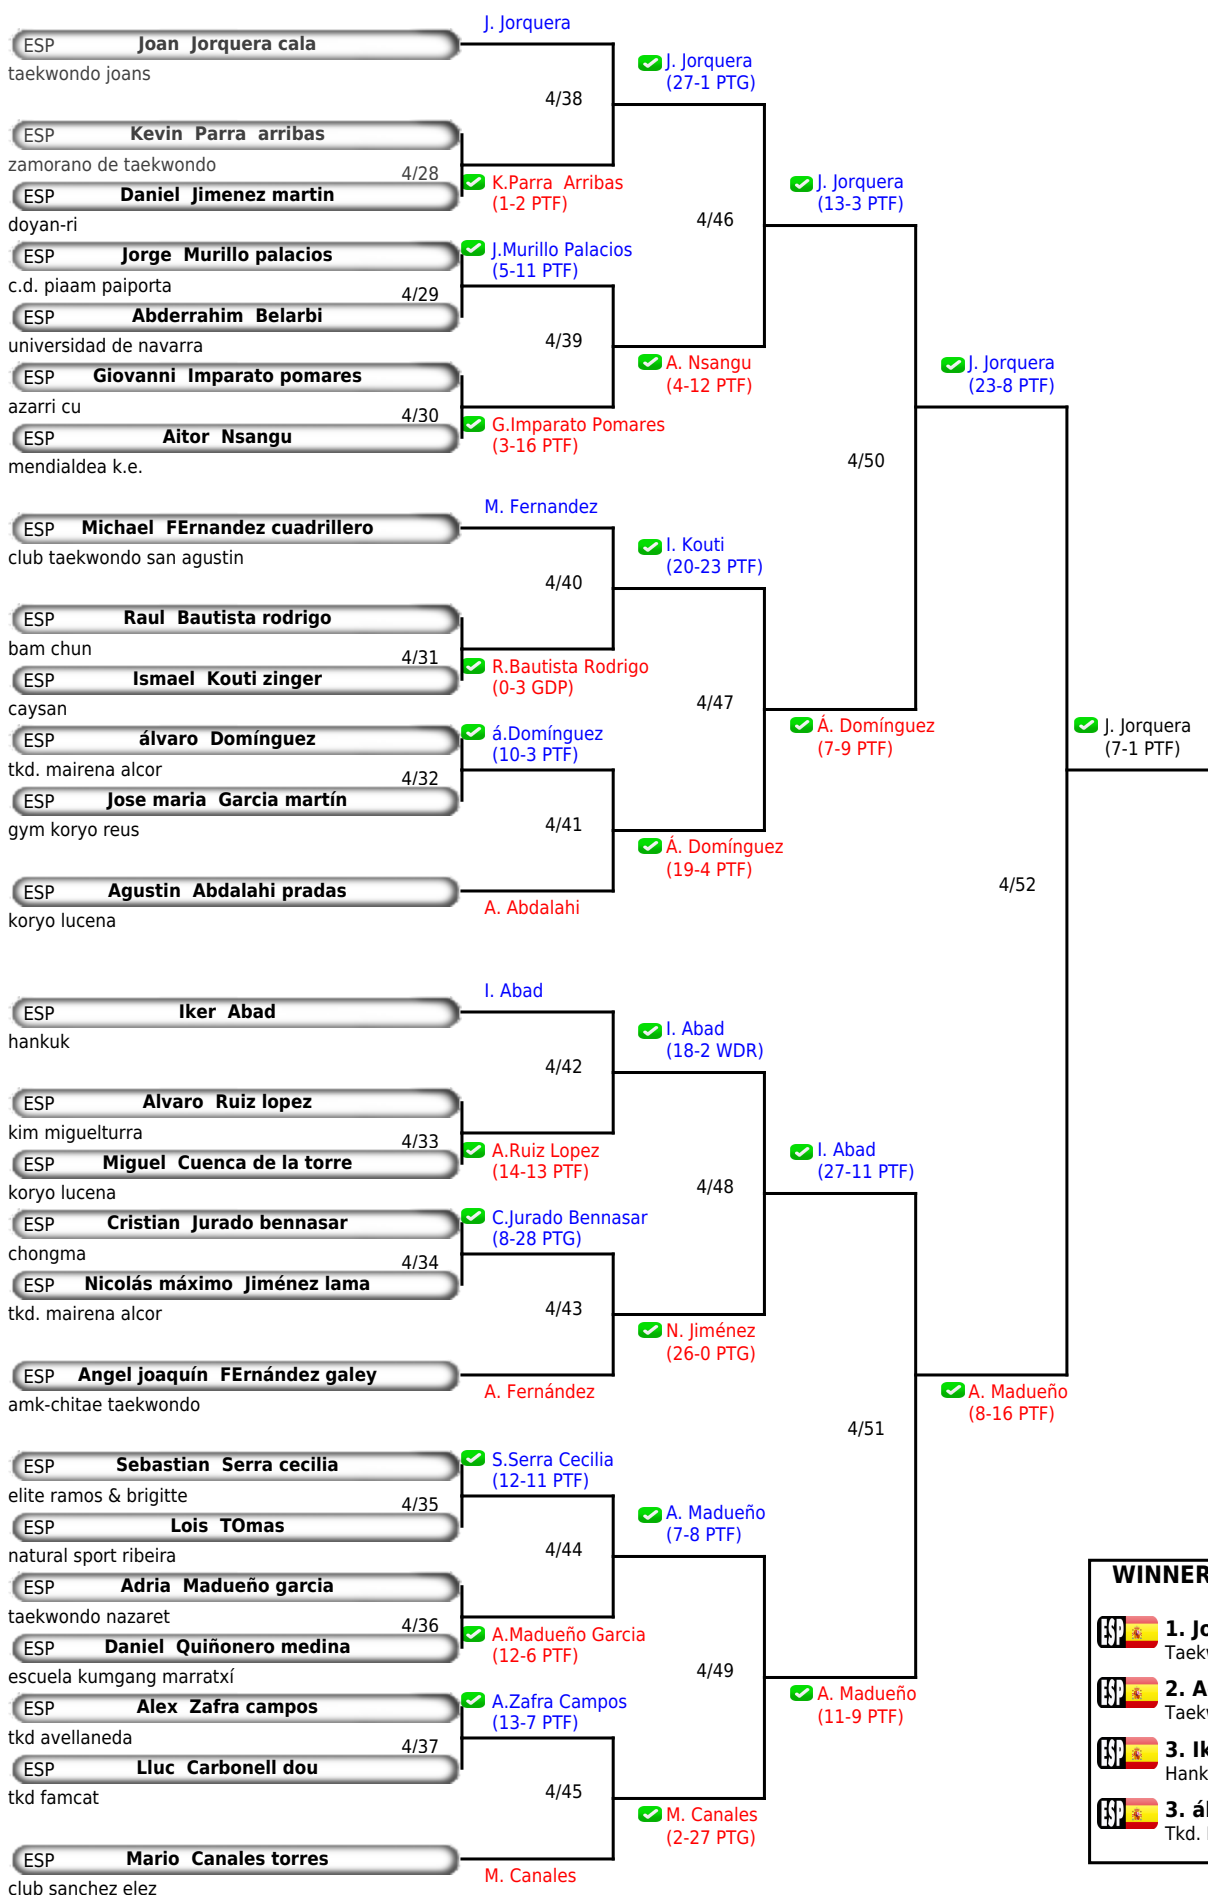 J. Jorquera
ESP Joan Jorquera cala
taekwondo joans
J. Jorquera
(27-1 PTG)
4/38
ESP Kevin Parra arribas
zamorano de taekwondo
4/28
K.Parra Arribas
(1-2 PTF)
ESP Daniel Jimenez martin
doyan-ri
J. Jorquera
(13-3 PTF)
4/46
ESP Jorge Murillo palacios
c.d. piaam paiporta
J.Murillo Palacios
(5-11 PTF)
4/29
ESP Abderrahim Belarbi
universidad de navarra
4/39
A. Nsangu
(4-12 PTF)
ESP Giovanni Imparato pomares
azarri cu
4/30
G.Imparato Pomares
(3-16 PTF)
ESP Aitor Nsangu
mendialdea k.e.
J. Jorquera
(23-8 PTF)
4/50
M. Fernandez
ESP Michael FErnandez cuadrillero
club taekwondo san agustin
I. Kouti
(20-23 PTF)
4/40
ESP Raul Bautista rodrigo
bam chun
4/31
R.Bautista Rodrigo
(0-3 GDP)
ESP Ismael Kouti zinger
caysan
4/47
Á. Domínguez
(7-9 PTF)
ESP álvaro Domínguez
tkd. mairena alcor
á.Domínguez
(10-3 PTF)
4/32
ESP Jose maria Garcia martín
gym koryo reus
4/41
Á. Domínguez
(19-4 PTF)
ESP Agustin Abdalahi pradas
koryo lucena
A. Abdalahi
J. Jorquera
(7-1 PTF)
4/52
I. Abad
ESP Iker Abad
hankuk
I. Abad
(18-2 WDR)
4/42
ESP Alvaro Ruiz lopez
kim miguelturra
4/33
A.Ruiz Lopez
(14-13 PTF)
ESP Miguel Cuenca de la torre
koryo lucena
I. Abad
(27-11 PTF)
4/48
ESP Cristian Jurado bennasar
chongma
C.Jurado Bennasar
(8-28 PTG)
4/34
ESP Nicolás máximo Jiménez lama
tkd. mairena alcor
4/43
N. Jiménez
(26-0 PTG)
ESP Angel joaquín FErnández galey
amk-chitae taekwondo
A. Fernández
A. Madueño
(8-16 PTF)
4/51
ESP Sebastian Serra cecilia
elite ramos & brigitte
S.Serra Cecilia
(12-11 PTF)
4/35
ESP Lois TOmas
natural sport ribeira
A. Madueño
(7-8 PTF)
4/44
ESP Adria Madueño garcia
taekwondo nazaret
4/36
A.Madueño Garcia
(12-6 PTF)
ESP Daniel Quiñonero medina
escuela kumgang marratxí
4/49
A. Madueño
(11-9 PTF)
ESP Alex Zafra campos
tkd avellaneda
A.Zafra Campos
(13-7 PTF)
4/37
ESP Lluc Carbonell dou
tkd famcat
4/45
M. Canales
(2-27 PTG)
ESP Mario Canales torres
club sanchez elez
M. Canales
WINNER
ESP 1. Jo
Taekw
ESP 2. A
Taekw
ESP 3. Ik
Hank
ESP 3. ál
Tkd.